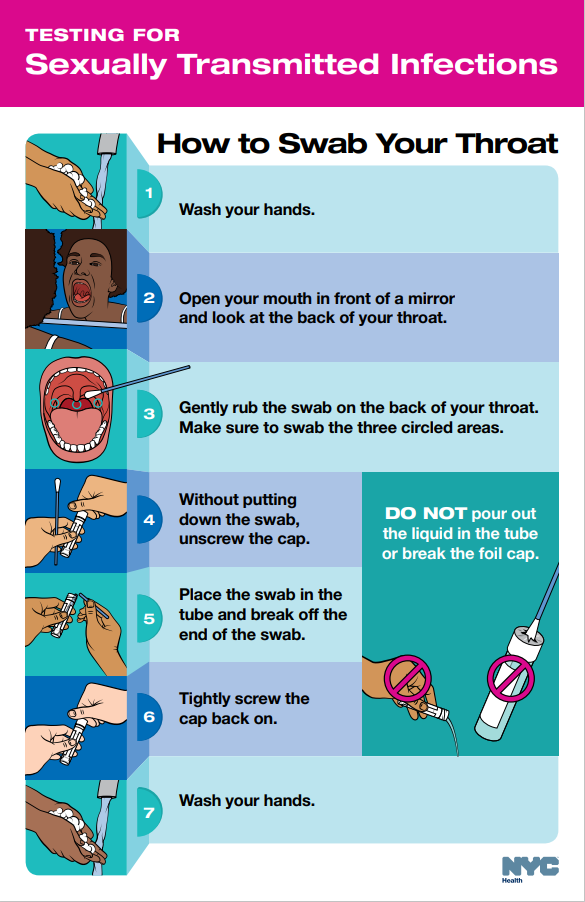 TESTING FOR
Sexually Transmitted Infections
How to Swab Your Throat
1
Wash your hands.
2
Open your mouth in front of a mirror
and look at the back of your throat.
3
Gently rub the swab on the back of your throat.
Make sure to swab the three circled areas.
4
Without putting
down the swab,
unscrew the cap.
DO NOT pour out
the liquid in the tube
or break the foil cap.
5
Place the swab in the
tube and break off the
end of the swab.
6
Tightly screw the
cap back on.
7
Wash your hands.
NYC
Health